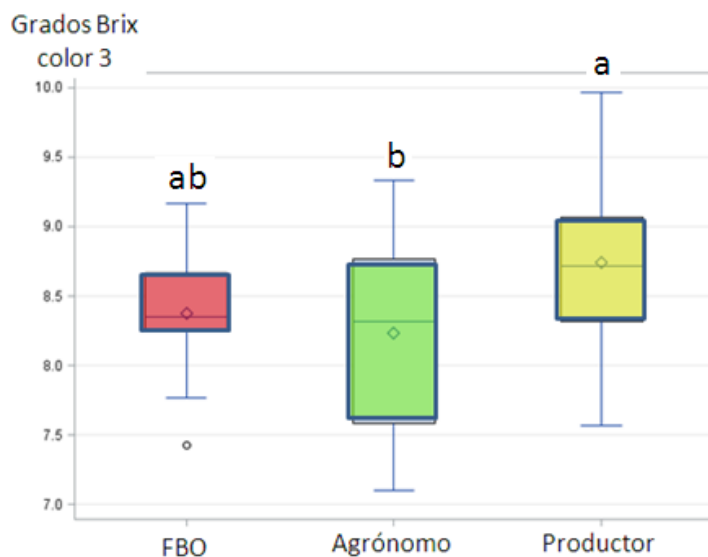 Grados Brix
color 3
a
b
ab
10.0
9.5
9.0
8.5
8.0
7.5
7.0
FBO
Agrónomo
Productor